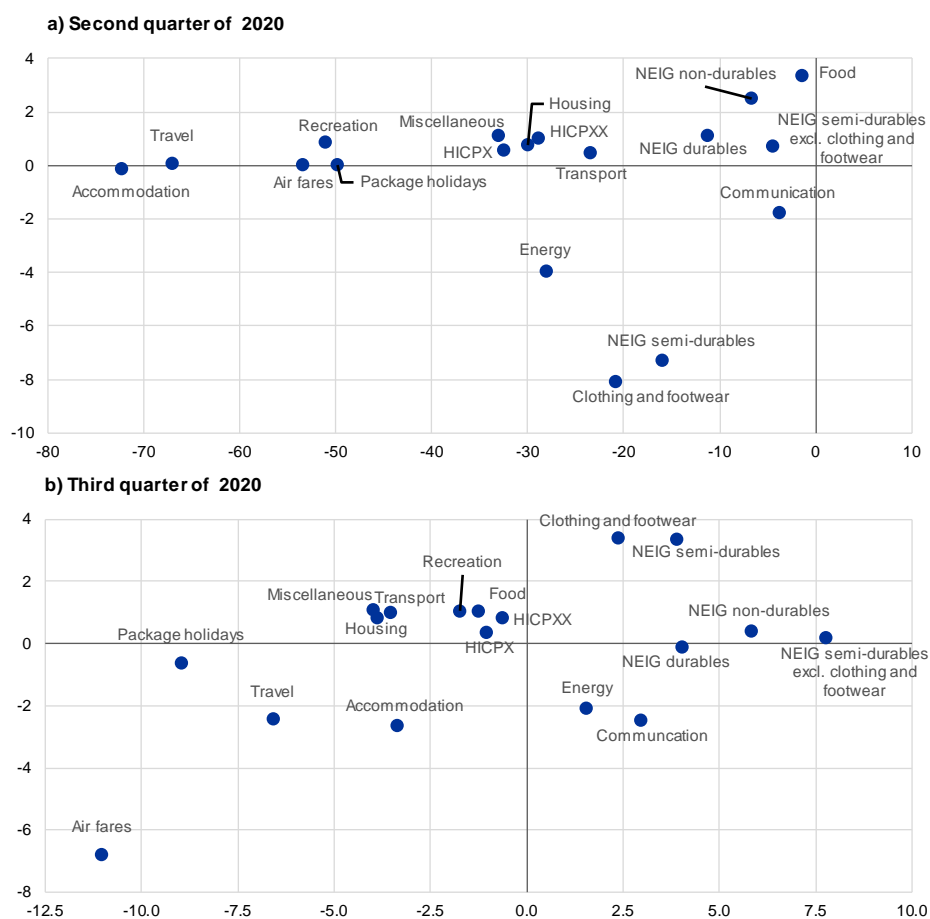 a) Second quarter of 2020
4
2
0
-2
-4
-6
-8
-10
Food
NEIG non-durables
Housing
Miscellaneous
HICPXX
HICPX
Recreation
Travel
Accommodation
Air fares
Package holidays
Transport
NEIG durables
NEIG semi-durables
excl. clothing and
footwear
Communication
Energy
NEIG semi-durables
Clothing and footwear
-80
-70
-60
-50
-40
-30
-20
-10
0
10
b) Third quarter of 2020
4
2
0
-2
-4
-6
-8
Clothing and footwear
NEIG semi-durables
Recreation
Miscellaneous
Transport
Food
Housing
HICPXX
HICPX
NEIG non-durables
Package holidays
NEIG durables
NEIG semi-durables
excl. clothing and
footwear
Travel
Accommodation
Energy
Communcation
Air fares
-12.5
-10.0
-7.5
-5.0
-2.5
0.0
2.5
5.0
7.5
10.0